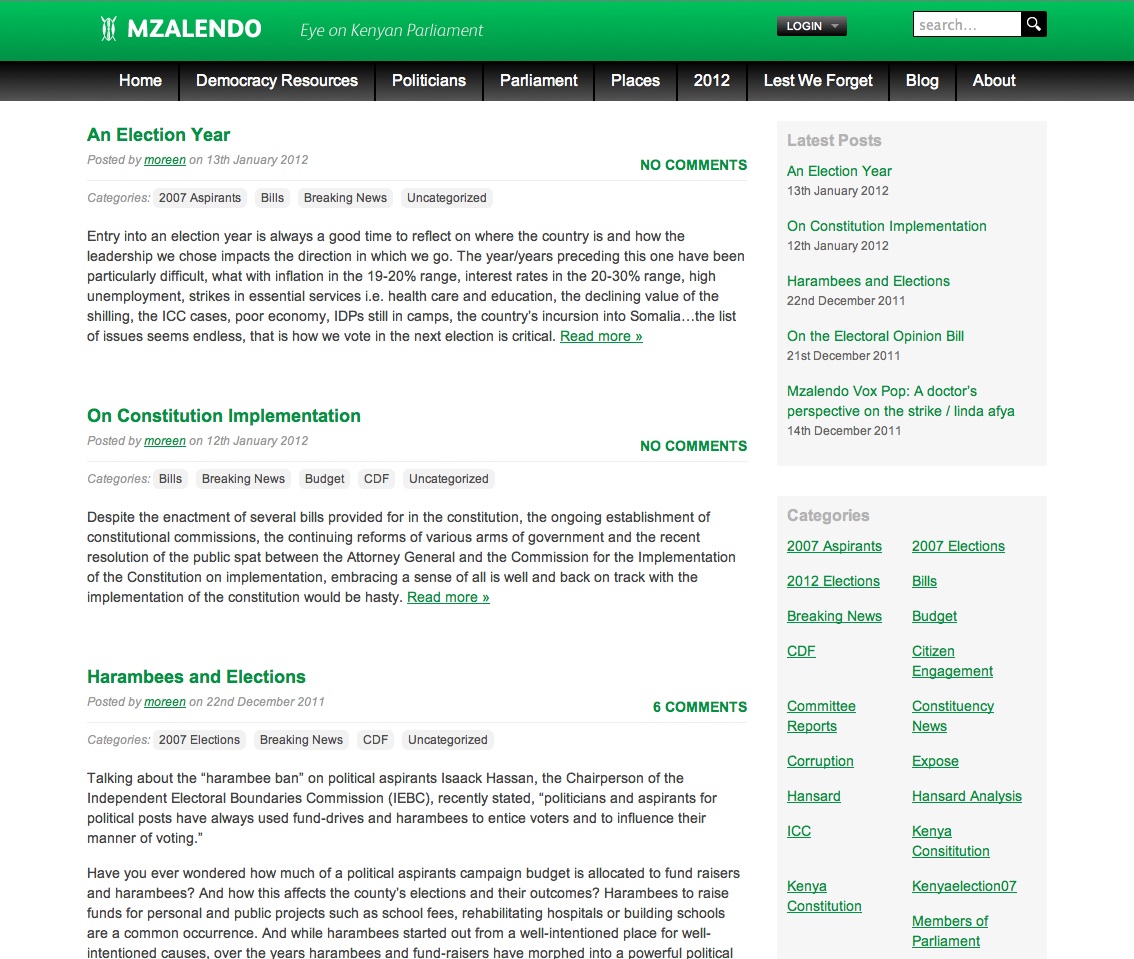 MZALENDO
Eye on Kenyan Parliament
LOGIN
search...
Home
Democracy Resources
Politicians
Parliament
Places
2012
Lest We Forget
Blog
About
An Election Year
Posted by moreen on 13th January 2012
NO COMMENTS
Categories: 2007 Aspirants Bills Breaking News Uncategorized
Entry into an election year is always a good time to reflect on where the country is and how the
leadership we chose impacts the direction in which we go. The year/years preceding this one have been
particularly difficult, what with inflation in the 19-20% range, interest rates in the 20-30% range, high
unemployment, strikes in essential services i.e. health care and education, the declining value of the
shilling, the ICC cases, poor economy, IDPs still in camps, the country's incursion into Somalia…the list
of issues seems endless, that is how we vote in the next election is critical. Read more »
On Constitution Implementation
Posted by moreen on 12th January 2012
NO COMMENTS
Categories: Bills Breaking News Budget CDF Uncategorized
Despite the enactment of several bills provided for in the constitution, the ongoing establishment of
constitutional commissions, the continuing reforms of various arms of government and the recent
resolution of the public spat between the Attorney General and the Commission for the Implementation
of the Constitution on implementation, embracing a sense of all is well and back on track with the
implementation of the constitution would be hasty. Read more »
Harambees and Elections
Posted by moreen on 22nd December 2011
6 COMMENTS
Categories: 2007 Elections Breaking News CDF Uncategorized
Talking about the “harambee ban” on political aspirants Isaack Hassan, the Chairperson of the
Independent Electoral Boundaries Commission (IEBC), recently stated, “politicians and aspirants for
political posts have always used fund-drives and harambees to entice voters and to influence their
manner of voting.”
Have you ever wondered how much of a political aspirants campaign budget is allocated to fund raisers
and harambees? And how this affects the county's elections and their outcomes? Harambees to raise
funds for personal and public projects such as school fees, rehabilitating hospitals or building schools
are a common occurrence. And while harambees started out from a well-intentioned place for well-
intentioned causes, over the years harambees and fund-raisers have morphed into a powerful political
Latest Posts
An Election Year
13th January 2012
On Constitution Implementation
12th January 2012
Harambees and Elections
22nd December 2011
On the Electoral Opinion Bill
21st December 2011
Mzalendo Vox Pop: A doctor's
perspective on the strike / linda afya
14th December 2011
Categories
2007 Aspirants
2007 Elections
2012 Elections
Bills
Breaking News
Budget
CDF
Citizen
Engagement
Committee
Reports
Constituency
News
Corruption
Expose
Hansard
Hansard Analysis
ICC
Kenya
Consititution
Kenya
Constitution
Kenyaelection07
Members of
Parliament